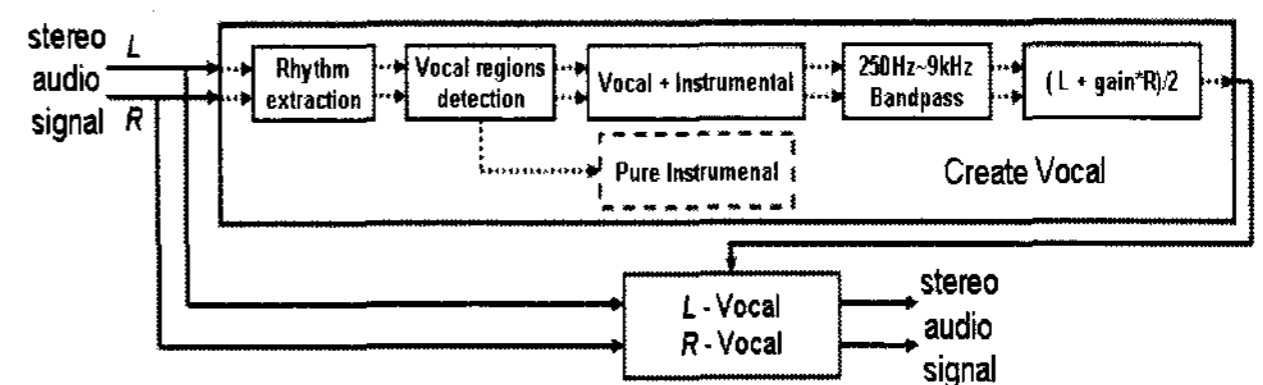 stereo
audio
signal
L
R
Rhythm
extraction
Vocal regions
detection
Vocal + Instrumental
250Hz~9kHz
Bandpass
(L + gain*R)/2
Pure Instrumenal
Create Vocal
L - Vocal
R - Vocal
stereo
audio
signal